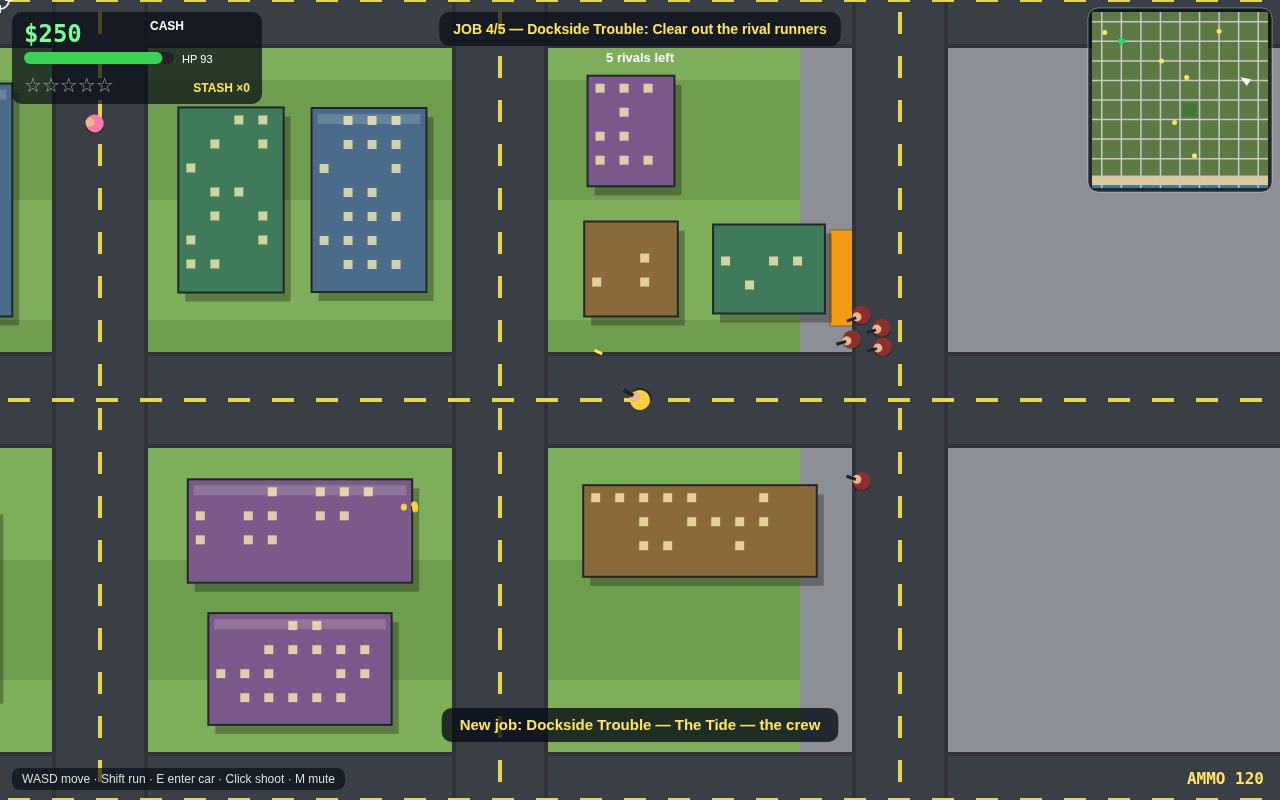 CASH
$250
HP 93
☆☆☆☆☆
STASH ×0
JOB 4/5 — Dockside Trouble: Clear out the rival runners
5 rivals left
New job: Dockside Trouble — The Tide — the crew
WASD move · Shift run · E enter car · Click shoot · M mute
AMMO 120